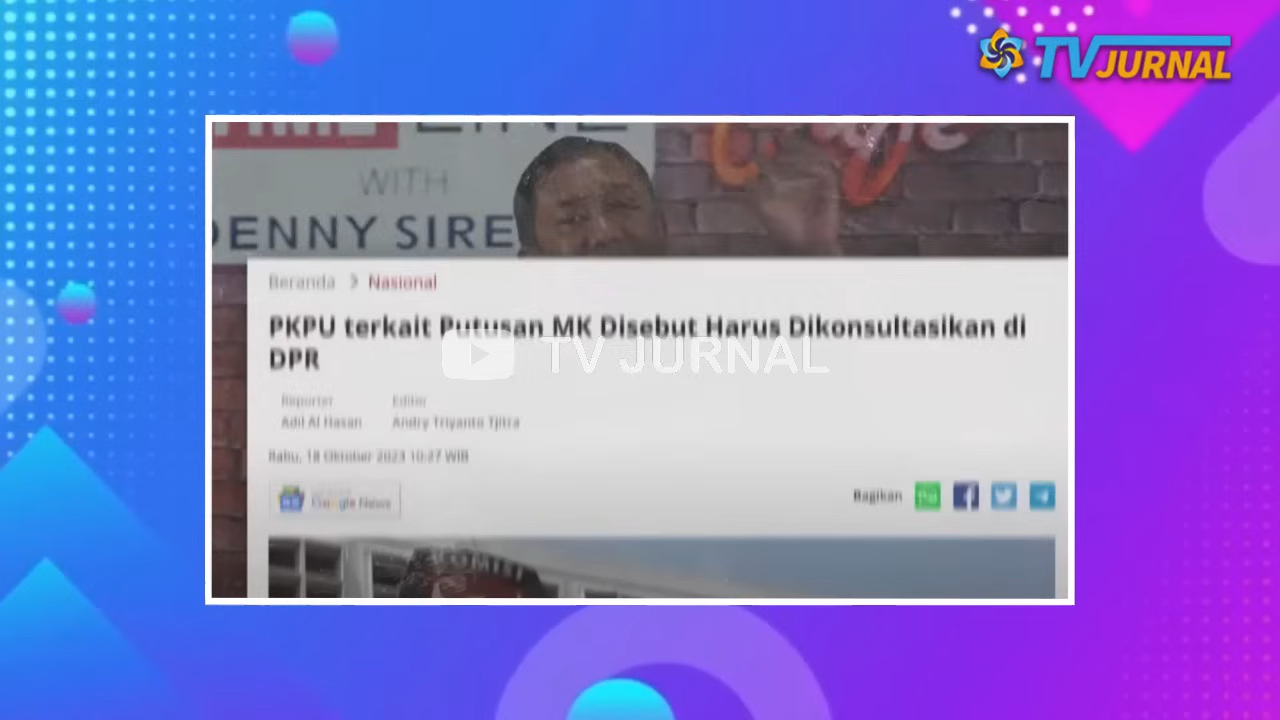 TV JURNAL
WITH
DENNY SIRE
Beranda > Nasional
PKPU terkait Putusan MK Disebut Harus Dikonsultasikan di
DPR
TV JURNAL
Reporter Editor
Adil Al Hasan Andry Triyanto Tjitra
Rabu, 18 Oktober 2023 10:27 WIB
Google News
Bagikan
KOMISI